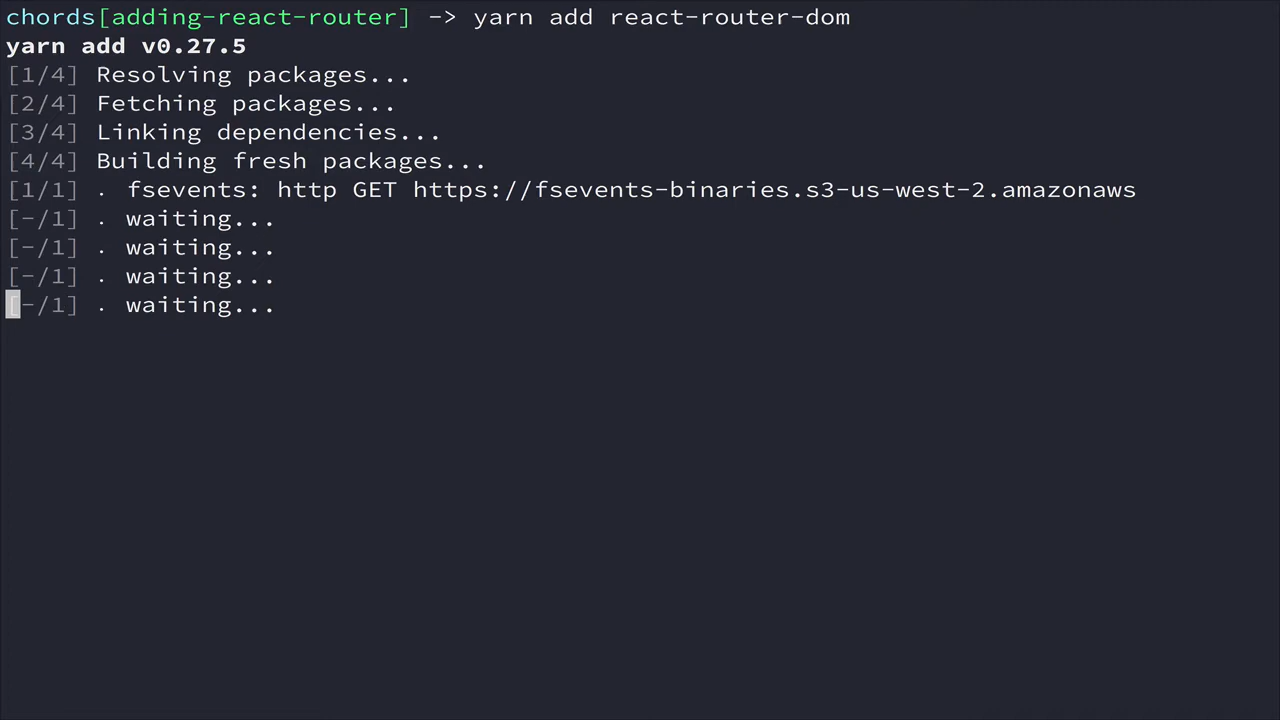 chords[adding-react-router] -> yarn add react-router-dom
yarn add v0.27.5
[1/4] Resolving packages...
[2/4] Fetching packages...
[3/4] Linking dependencies...
[4/4] Building fresh packages...
[1/1] . fsevents: http GET https://fsevents-binaries.s3-us-west-2.amazonaws
[-/1] . waiting...
[-/1] . waiting...
[-/1] . waiting...
[-/1] . waiting...